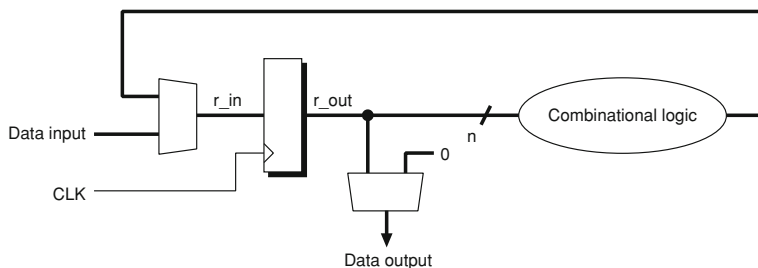 r_in
r_out
Combinational logic
Data input
n
0
CLK
Data output